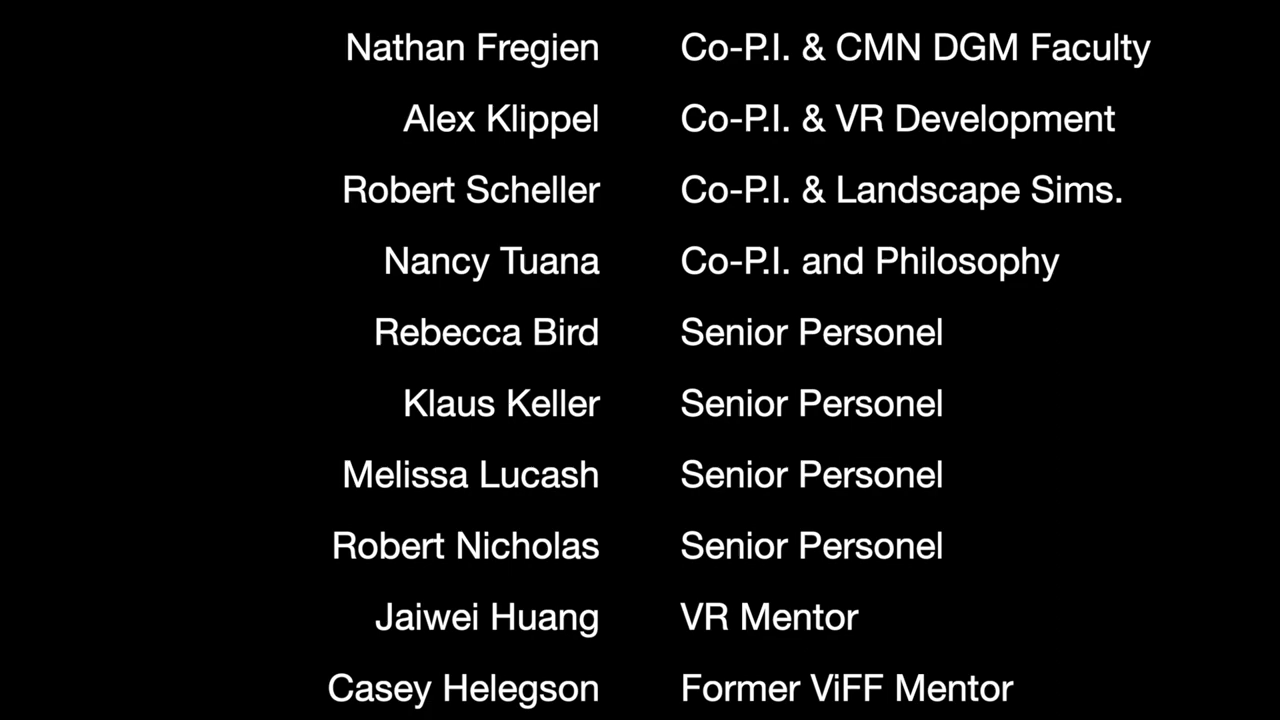 Nathan Fregien Co-P.I. & CMN DGM Faculty
Alex Klippel Co-P.I. & VR Development
Robert Scheller Co-P.I. & Landscape Sims.
Nancy Tuana Co-P.I. and Philosophy
Rebecca Bird Senior Personel
Klaus Keller Senior Personel
Melissa Lucash Senior Personel
Robert Nicholas Senior Personel
Jaiwei Huang VR Mentor
Casey Helegson Former ViFF Mentor